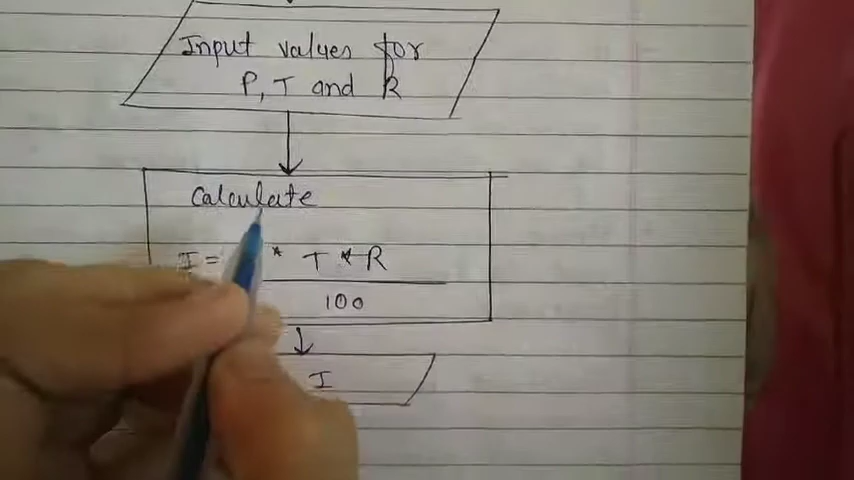 Input values for
P, T and R
Calculate
I = * T * R
100
I